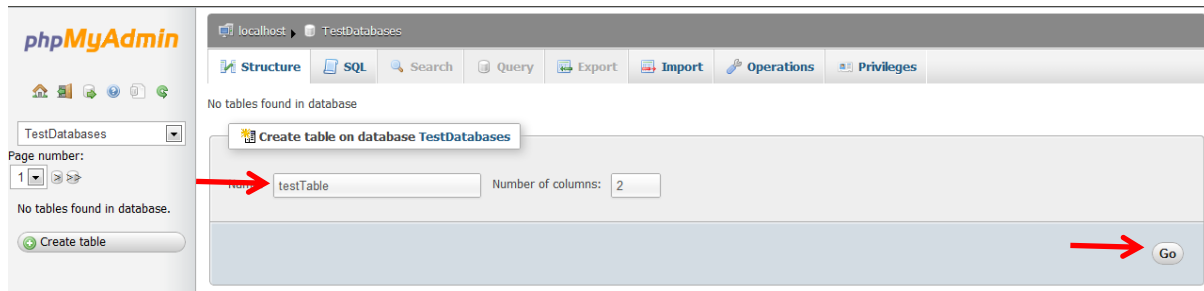 phpMyAdmin
TestDatabases
Page number:
1
No tables found in database.
Create table
localhost TestDatabases
Structure SQL Search Query Export Import Operations Privileges
No tables found in database
Create table on database TestDatabases
testTable Number of columns: 2
Go